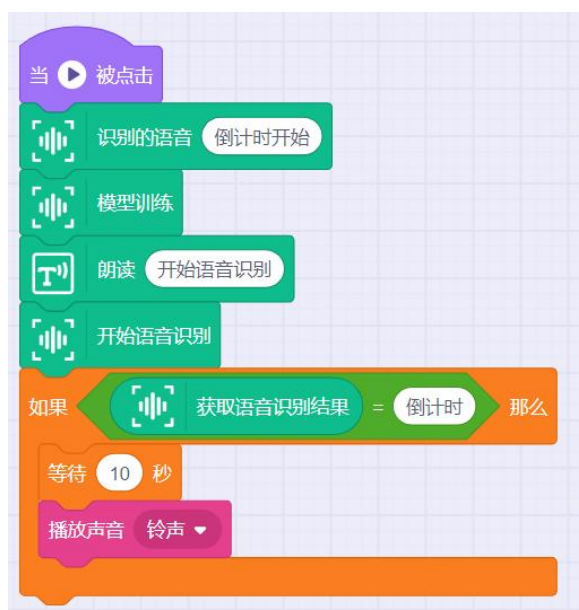 当 被点击
识别的语音 倒计时开始
模型训练
朗读 开始语音识别
开始语音识别
如果 获取语音识别结果 = 倒计时 那么
等待 10 秒
播放声音 铃声